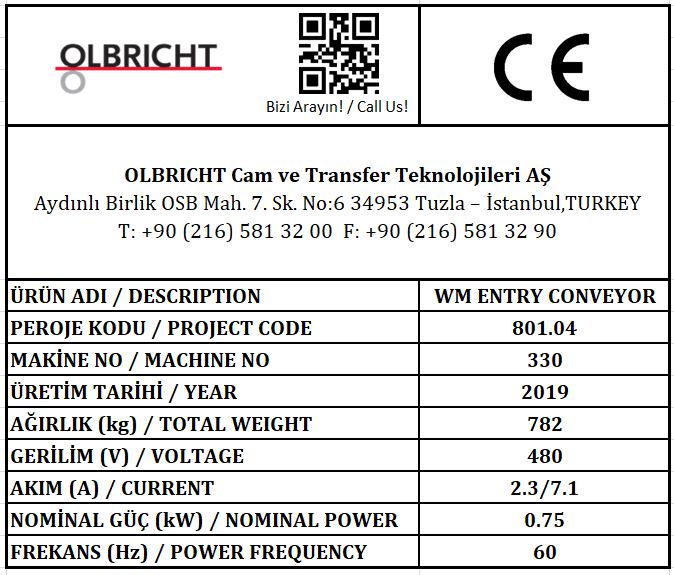 OLBRICHT
Bizi Arayın! / Call Us!
CE
OLBRICHT Cam ve Transfer Teknolojileri AŞ
Aydınlı Birlik OSB Mah. 7. Sk. No:6 34953 Tuzla – İstanbul,TURKEY
T: +90 (216) 581 32 00 F: +90 (216) 581 32 90
ÜRÜN ADI / DESCRIPTION WM ENTRY CONVEYOR
PEROJE KODU / PROJECT CODE 801.04
MAKİNE NO / MACHINE NO 330
ÜRETİM TARİHİ / YEAR 2019
AĞIRLIK (kg) / TOTAL WEIGHT 782
GERİLİM (V) / VOLTAGE 480
AKIM (A) / CURRENT 2.3/7.1
NOMİNAL GÜÇ (kW) / NOMINAL POWER 0.75
FREKANS (Hz) / POWER FREQUENCY 60